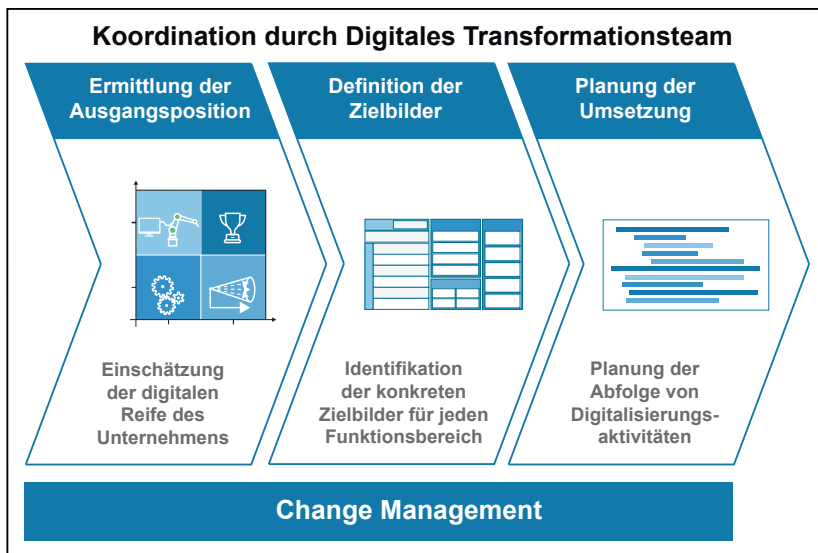 Koordination durch Digitales Transformationsteam
Ermittlung der
Ausgangsposition
Einschätzung
der digitalen
Reife des
Unternehmens
Definition der
Zielbilder
Identifikation
der konkreten
Zielbilder für jeden
Funktionsbereich
Planung der
Umsetzung
Planung der
Abfolge von
Digitalisierungs-
aktivitäten
Change Management